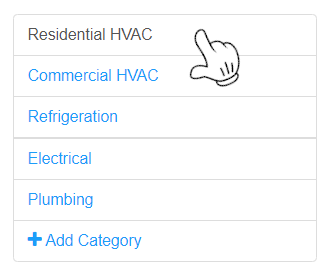 Residential HVAC
Commercial HVAC
Refrigeration
Electrical
Plumbing
Add Category